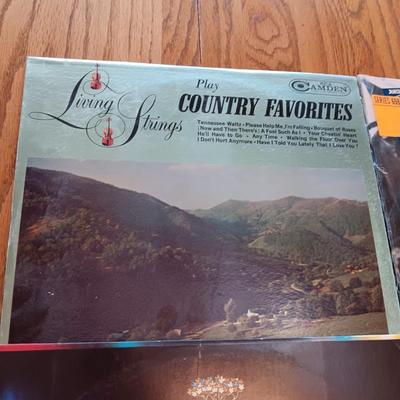 Living Strings
Play
COUNTRY FAVORITES
CAMDEN
Tennessee Waltz • Please Help Me, I'm Falling • Bouquet of Roses
(Now and Then There's) A Fool Such As I • Your Cheatin' Heart
He'll Have to Go • Any Time • Walking the Floor Over You
I Don't Hurt Anymore • Have I Told You Lately That I Love You?